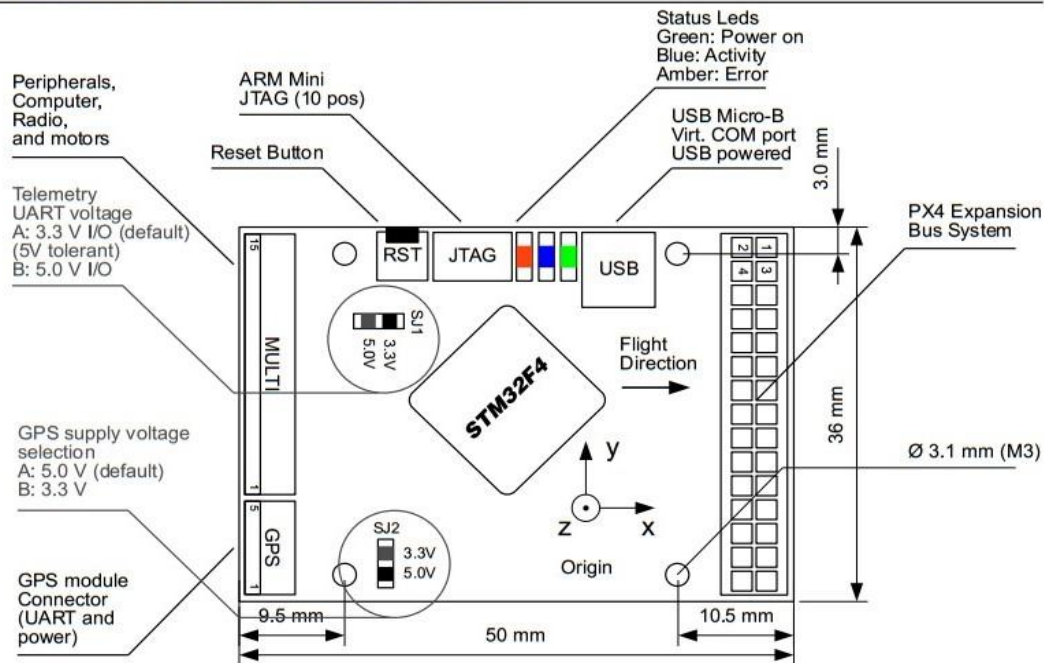 Status Leds
Green: Power on
Blue: Activity
Amber: Error
Peripherals,
Computer,
Radio,
and motors
ARM Mini
JTAG (10 pos)
USB Micro-B
Virt. COM port
USB powered
Reset Button
3.0 mm
Telemetry
UART voltage
A: 3.3 V I/O (default)
(5V tolerant)
B: 5.0 V I/O
PX4 Expansion
Bus System
15
RST
JTAG
USB
2
1
4
3
SJ1
3.3V
5.0V
MULTI
Flight
Direction
STM32F4
36 mm
GPS supply voltage
selection
A: 5.0 V (default)
B: 3.3 V
Ø 3.1 mm (M3)
y
1
5
z
x
SJ2
3.3V
5.0V
GPS
Origin
1
GPS module
Connector
(UART and
power)
9.5 mm
50 mm
10.5 mm